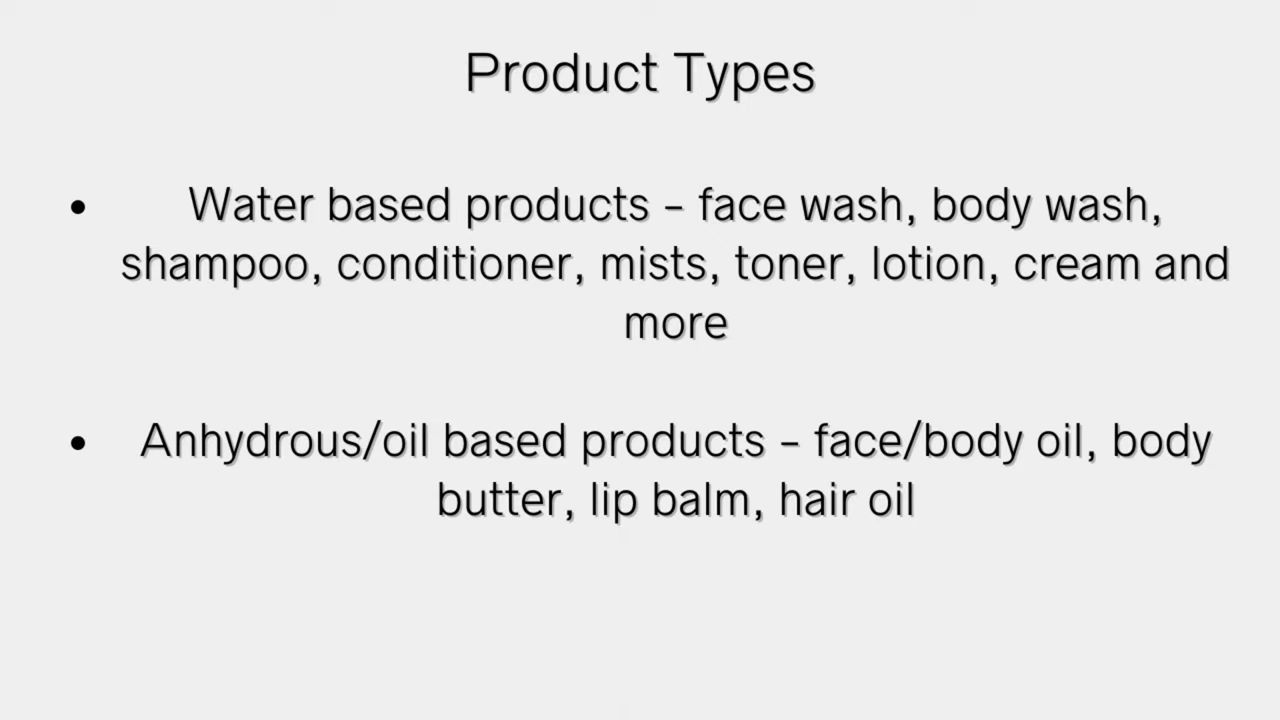 Product Types
• Water based products – face wash, body wash,
shampoo, conditioner, mists, toner, lotion, cream and
more
• Anhydrous/oil based products – face/body oil, body
butter, lip balm, hair oil